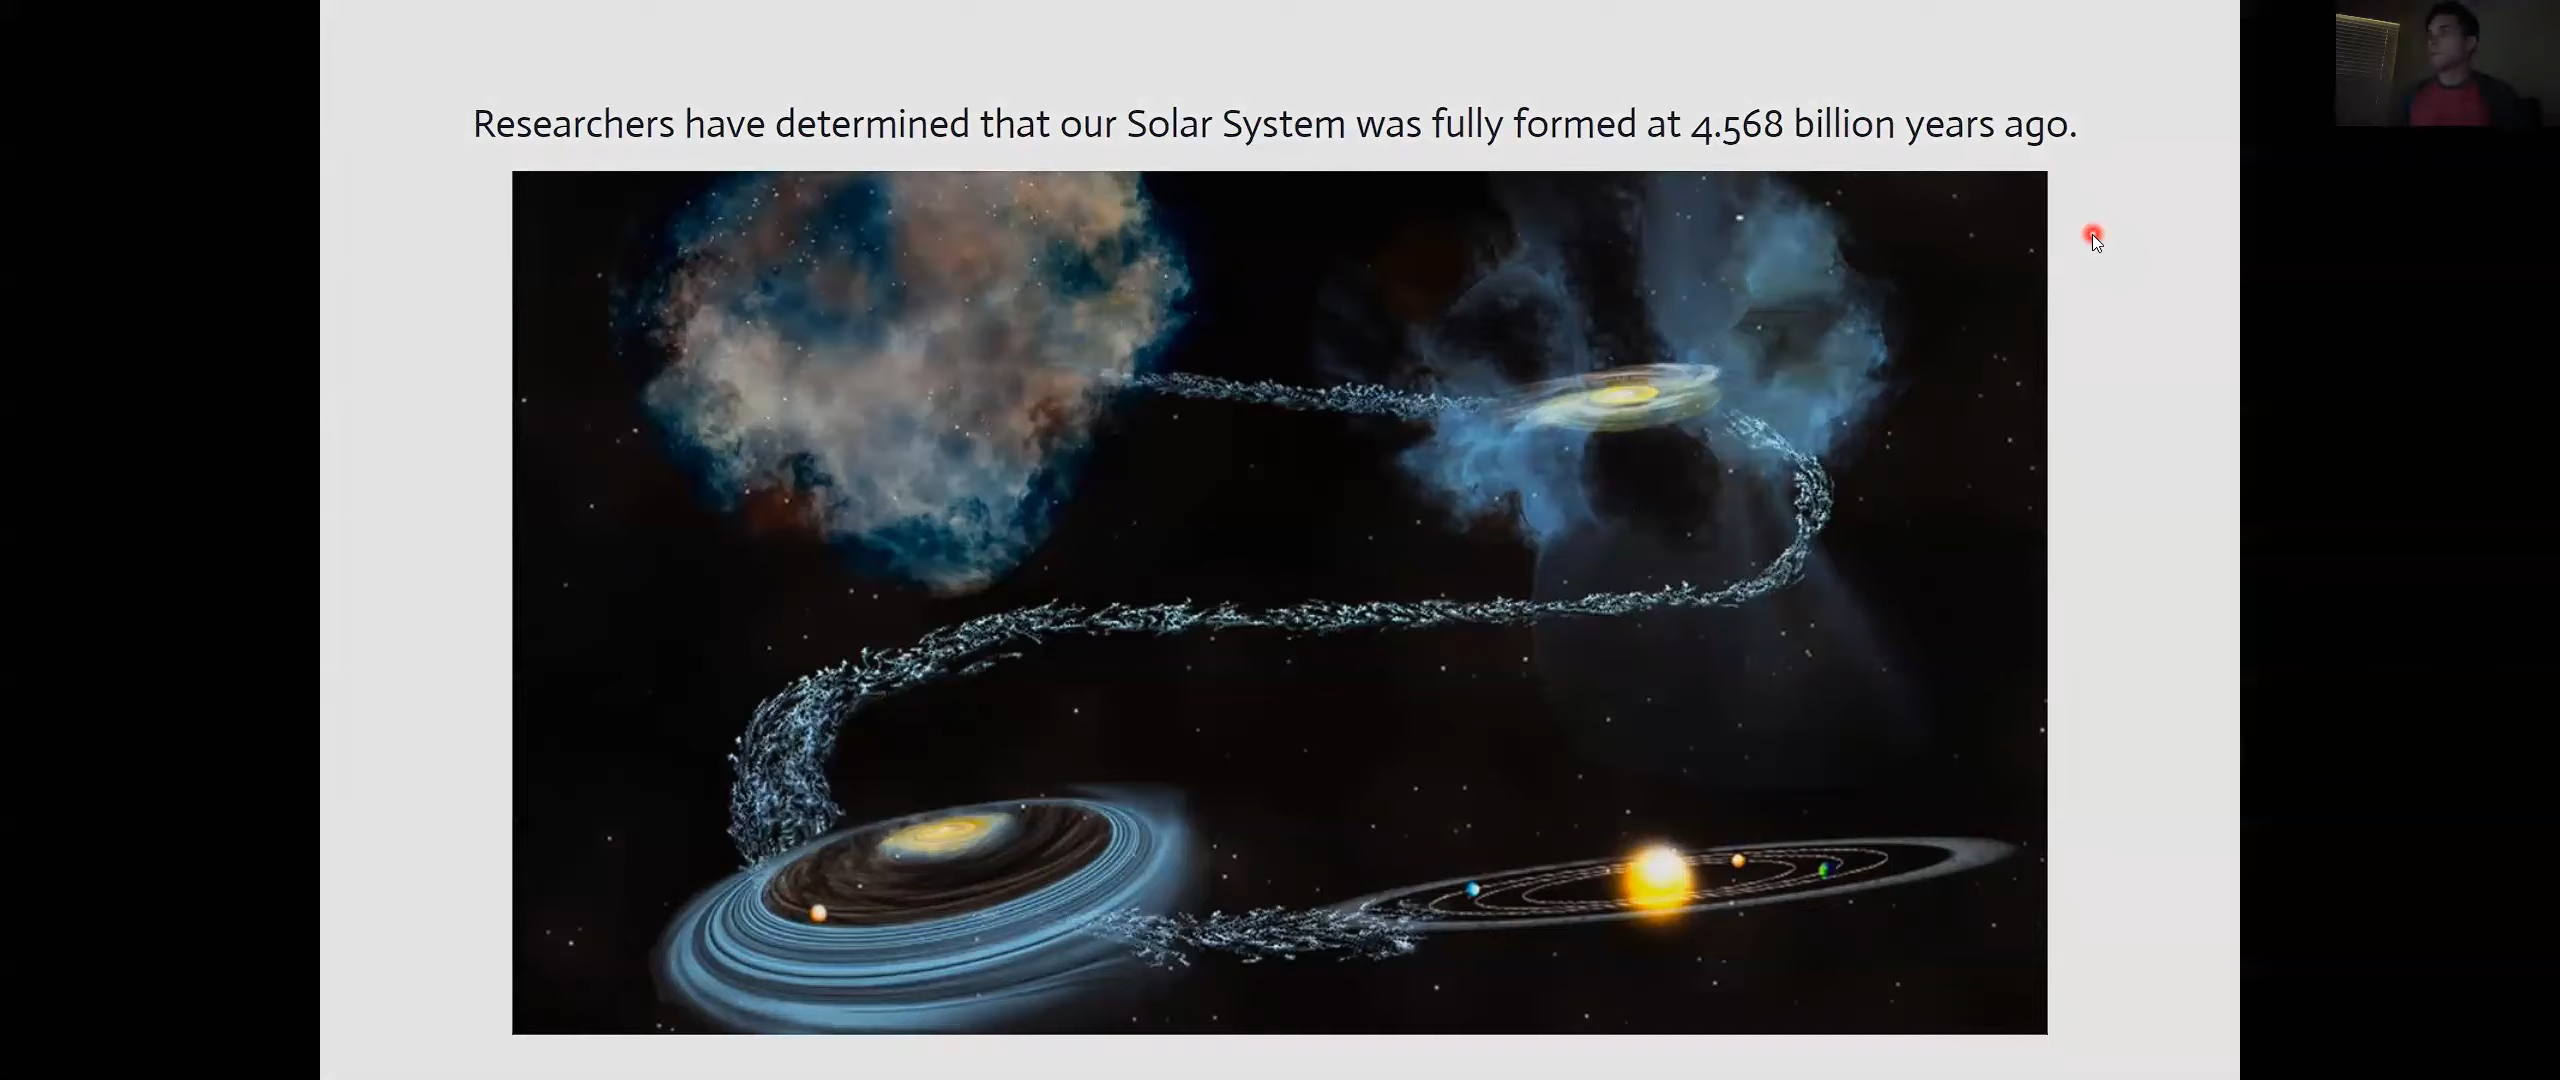 Researchers have determined that our Solar System was fully formed at 4.568 billion years ago.